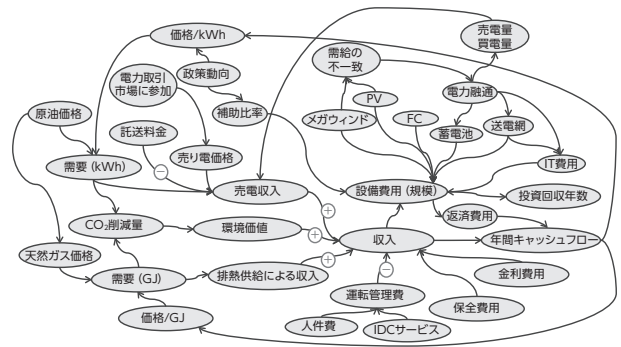 売電量
買電量
価格/kWh
需給の
不一致
電力取引
市場に参加
政策動向
電力融通
PV
原油価格
補助比率
メガウィンド
FC
蓄電池
送電網
託送料金
売り電価格
IT費用
需要(kWh)
−
売電収入
設備費用(規模)
投資回収年数
+
返済費用
CO₂削減量
環境価値
+
収入
年間キャッシュフロー
天然ガス価格
+
需要(GJ)
排熱供給による収入
−
金利費用
運転管理費
保全費用
価格/GJ
人件費
IDCサービス